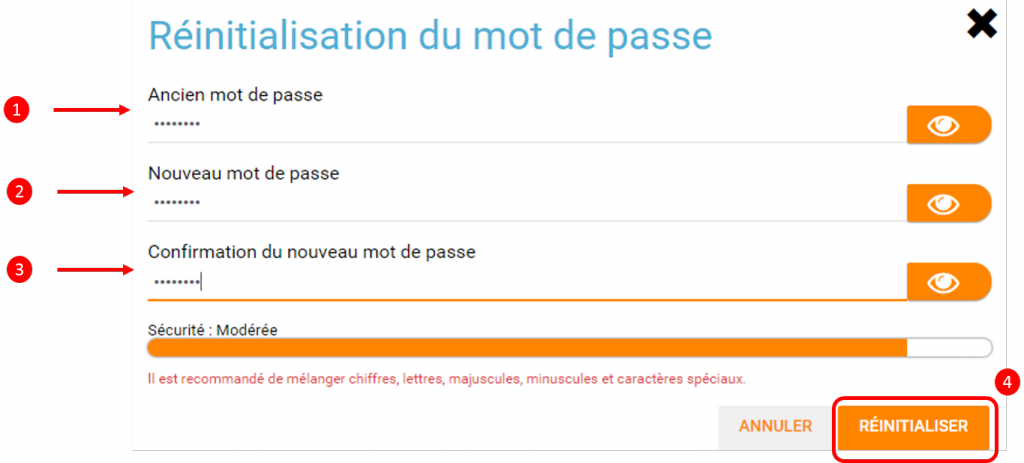 Réinitialisation du mot de passe
1
Ancien mot de passe
••••••••
2
Nouveau mot de passe
••••••••
3
Confirmation du nouveau mot de passe
••••••••
Sécurité : Modérée
Il est recommandé de mélanger chiffres, lettres, majuscules, minuscules et caractères spéciaux.
4
ANNULER
RÉINITIALISER